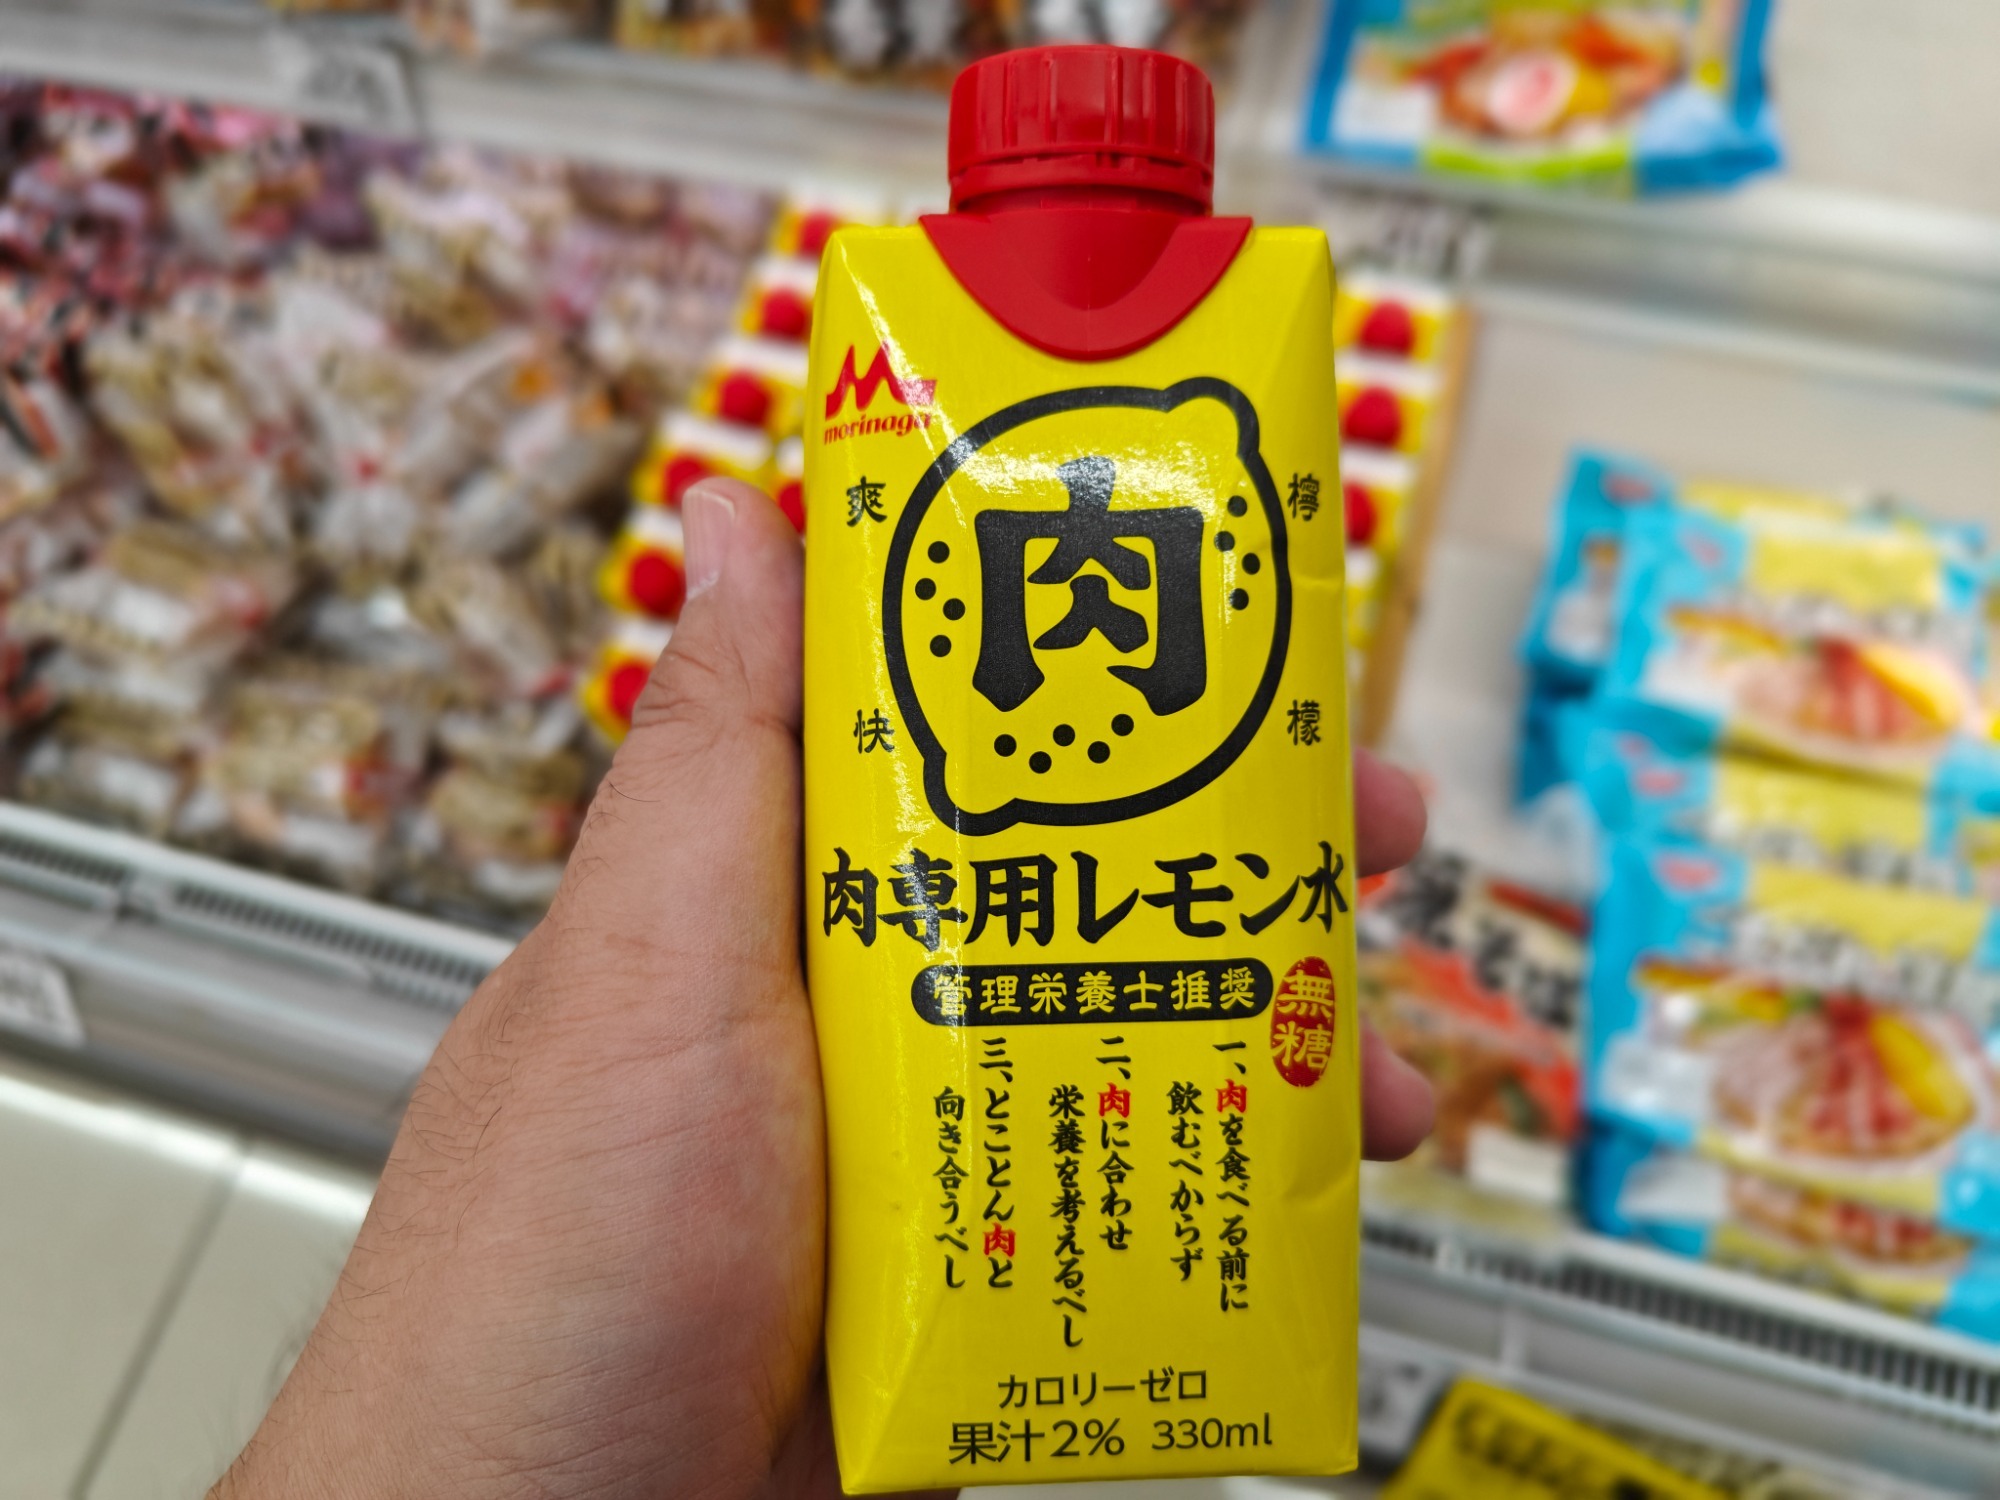 morinaga
檸檬
爽快
肉
肉専用レモン水
管理栄養士推奨
無糖
一、肉を食べる前に
飲むべからず
二、肉に合わせ
栄養を考えるべし
三、とことん肉と
向き合うべし
カロリーゼロ
果汁2% 330ml